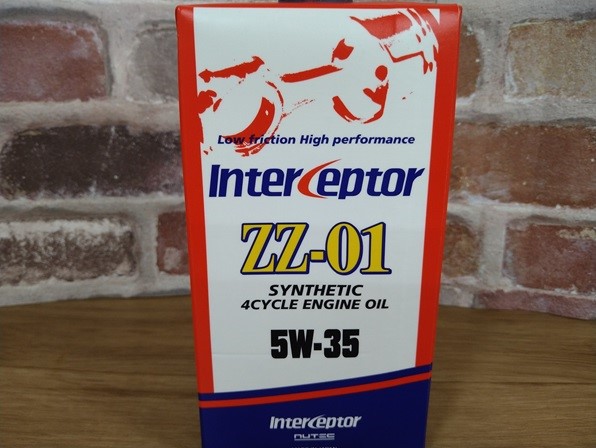 Low friction High performance
Interceptor
ZZ-01
SYNTHETIC
4CYCLE ENGINE OIL
5W-35
Interceptor
NUTEC